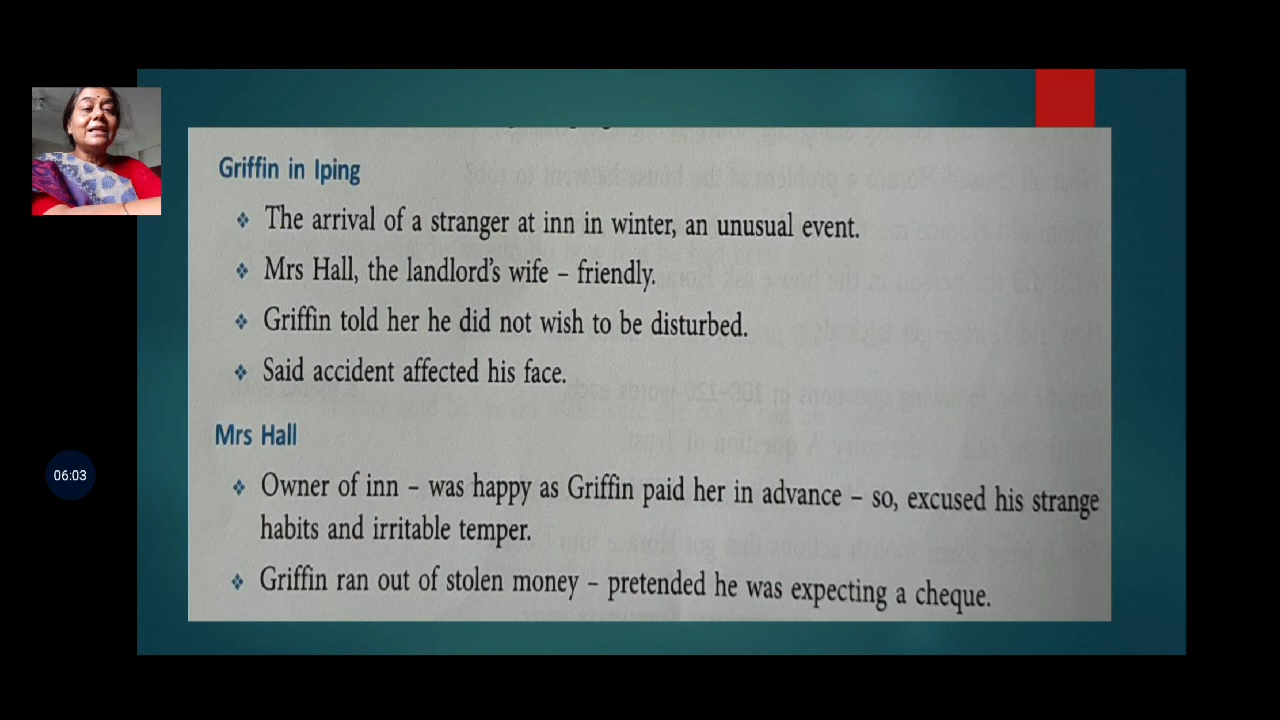 Griffin in Iping
❖ The arrival of a stranger at inn in winter, an unusual event.
❖ Mrs Hall, the landlord's wife – friendly.
❖ Griffin told her he did not wish to be disturbed.
❖ Said accident affected his face.
Mrs Hall
❖ Owner of inn – was happy as Griffin paid her in advance – so, excused his strange
habits and irritable temper.
❖ Griffin ran out of stolen money – pretended he was expecting a cheque.
06:03